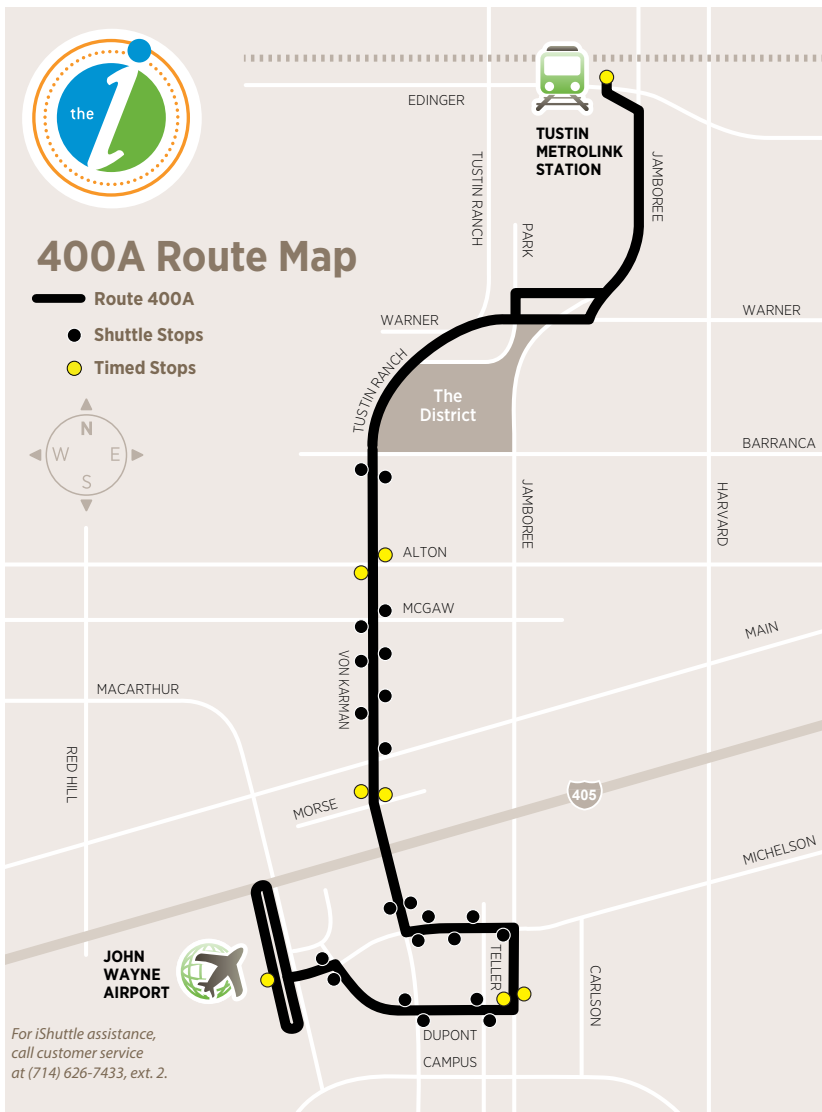 the
i
EDINGER
TUSTIN
METROLINK
STATION
TUSTIN RANCH
JAMBOREE
PARK
400A Route Map
Route 400A
Shuttle Stops
Timed Stops
WARNER
WARNER
TUSTIN RANCH
The
District
N
W E
S
BARRANCA
JAMBOREE
HARVARD
ALTON
MCGAW
MAIN
VON KARMAN
MACARTHUR
RED HILL
405
MORSE
MICHELSON
JOHN
WAYNE
AIRPORT
TELLER
CARLSON
DUPONT
CAMPUS
For iShuttle assistance,
call customer service
at (714) 626-7433, ext. 2.